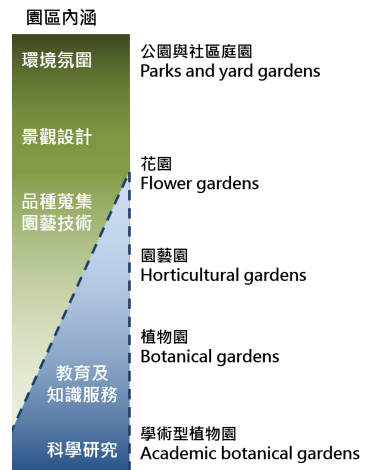 園區內涵
環境氛圍
公園與社區庭園
Parks and yard gardens
景觀設計
花園
Flower gardens
品種蒐集
園藝技術
園藝園
Horticultural gardens
植物園
Botanical gardens
教育及
知識服務
學術型植物園
科學研究
Academic botanical gardens